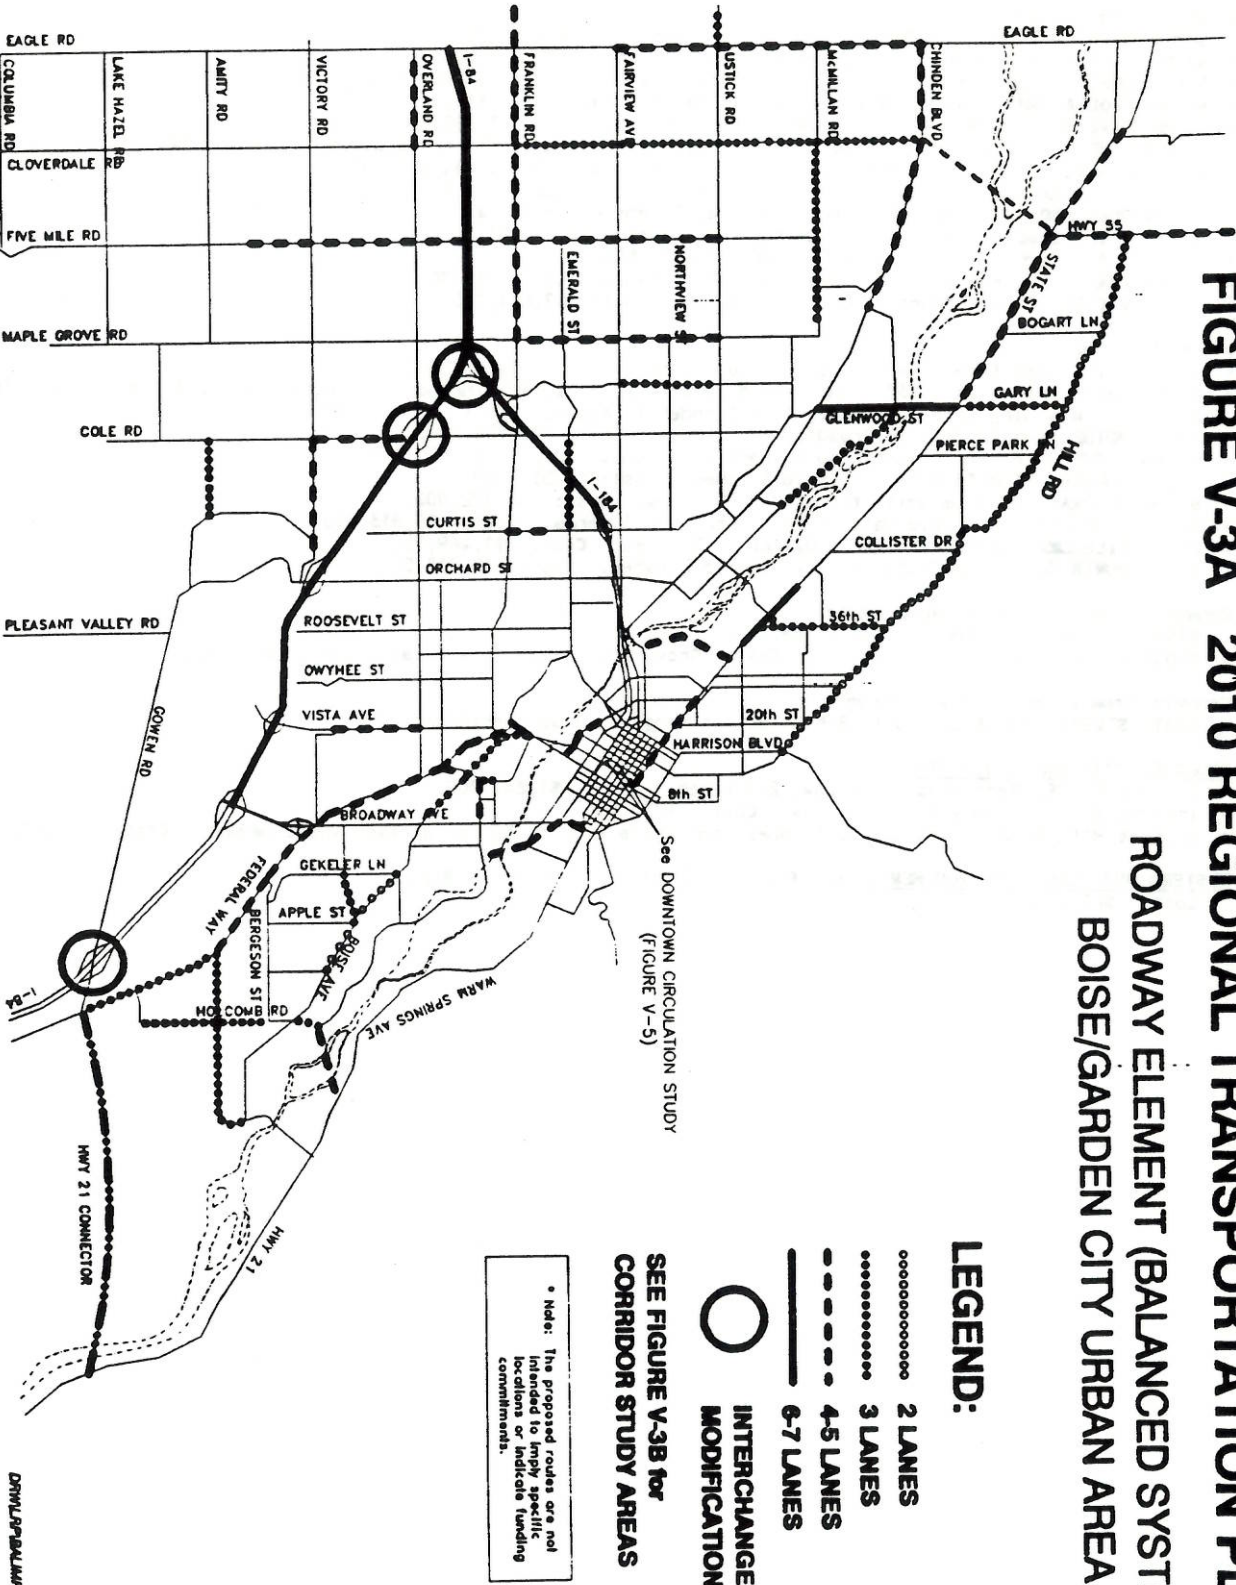 FIGURE V-3A 2010 REGIONAL TRANSPORTATION PL
ROADWAY ELEMENT (BALANCED SYST
BOISE/GARDEN CITY URBAN AREA
EAGLE RD
EAGLE RD
COLUMBIA RD
LAKE HAZEL RD
AMITY RD
VICTORY RD
OVERLAND RD
I-84
FRANKLIN RD
FAIRVIEW AV
USTICK RD
McMILLAN RD
CHINDEN BLVD
CLOVERDALE RD
FIVE MILE RD
EMERALD ST
NORTHVIEW ST
HWY 55
STATE ST
BOGART LN
MAPLE GROVE RD
GARY LN
GLENWOOD ST
PIERCE PARK LN
HILL RD
COLE RD
I-184
CURTIS ST
COLLISTER DR
ORCHARD ST
PLEASANT VALLEY RD
ROOSEVELT ST
36th ST
OWYHEE ST
VISTA AVE
20th ST
GOWEN RD
HARRISON BLVD
8th ST
BROADWAY AVE
See DOWNTOWN CIRCULATION STUDY
(FIGURE V-5)
GEKELER LN
FEDERAL WAY
APPLE ST
BERGESON ST
BOISE AVE
WARM SPRINGS AVE
I-84
HOLCOMB RD
HWY 21 CONNECTOR
HWY 21
LEGEND:
2 LANES
3 LANES
4-5 LANES
6-7 LANES
INTERCHANGE
MODIFICATION
SEE FIGURE V-3B for
CORRIDOR STUDY AREAS
* Note: The proposed routes are not
intended to imply specific
locations or indicate funding
commitments.